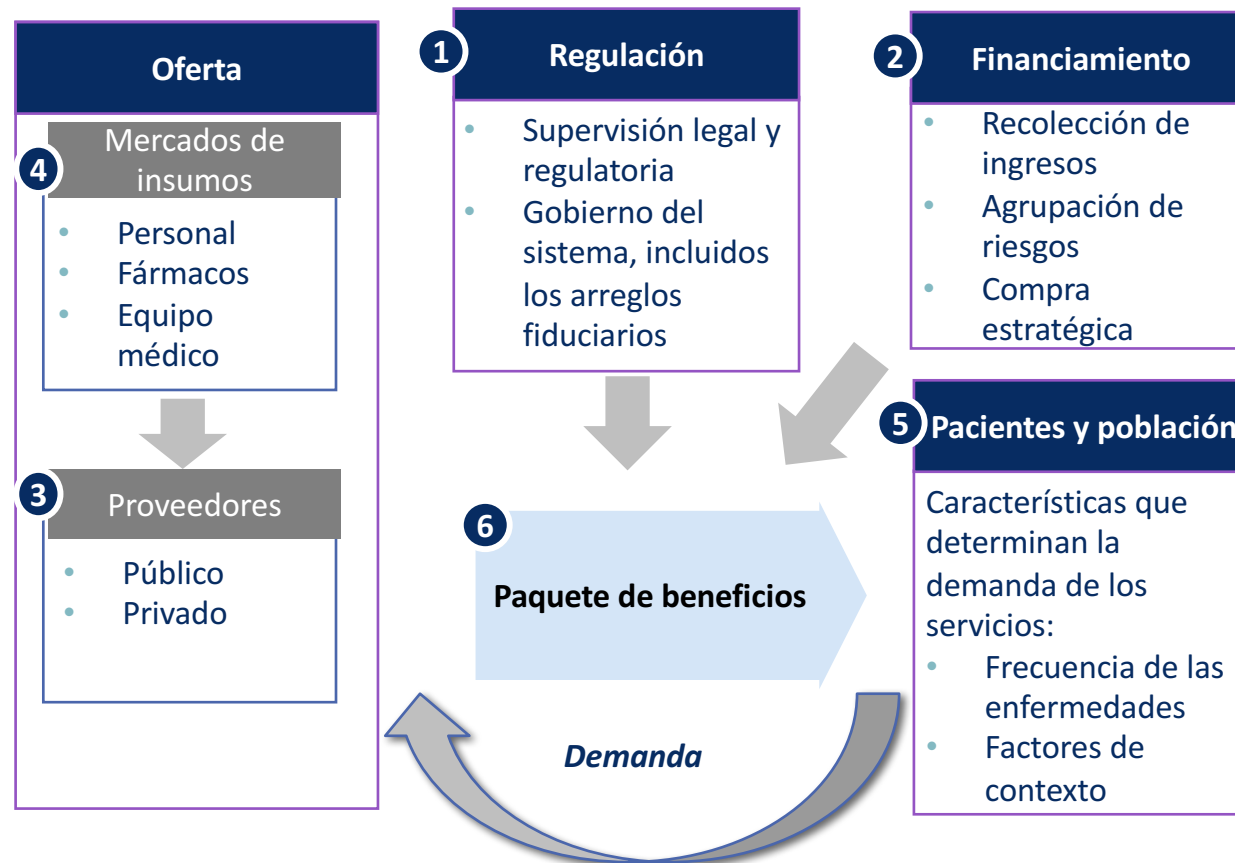 Oferta
4
Mercados de
insumos
• Personal
• Fármacos
• Equipo
médico
3
Proveedores
• Público
• Privado
1
Regulación
• Supervisión legal y
regulatoria
• Gobierno del
sistema, incluidos
los arreglos
fiduciarios
2
Financiamiento
• Recolección de
ingresos
• Agrupación de
riesgos
• Compra
estratégica
5
Pacientes y población
Características que
determinan la
demanda de los
servicios:
• Frecuencia de las
enfermedades
• Factores de
contexto
6
Paquete de beneficios
Demanda